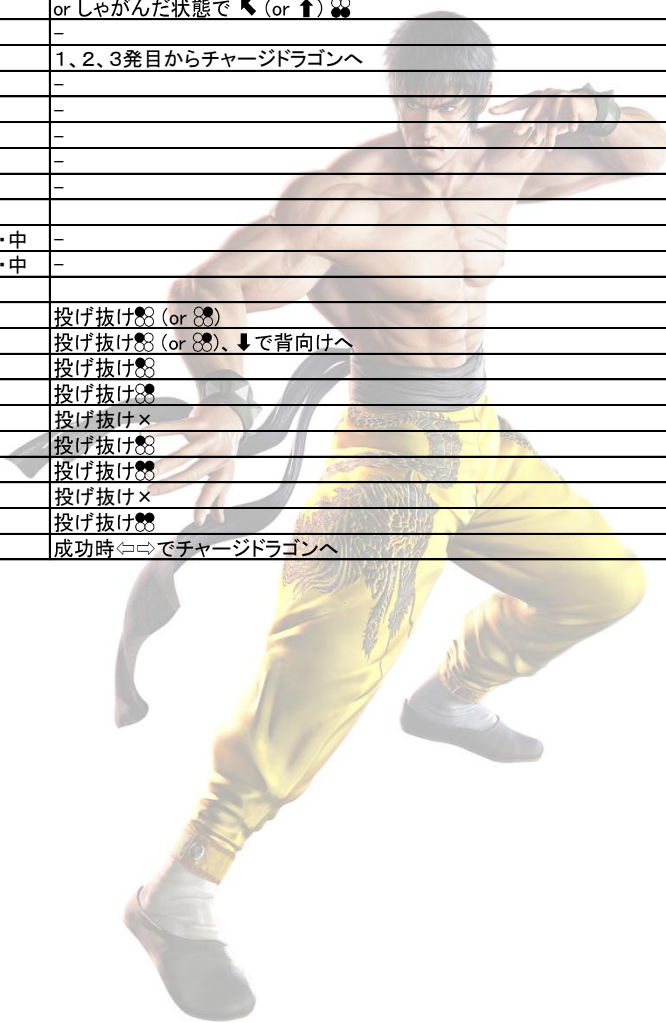 or しゃがんだ状態で ⬉ (or ⬆)
–
1、2、3発目からチャージドラゴンへ
–
–
–
–
–
・中 –
・中 –
投げ抜け (or )
投げ抜け (or )、⬇で背向けへ
投げ抜け
投げ抜け
投げ抜け×
投げ抜け
投げ抜け
投げ抜け×
投げ抜け
成功時⇦⇨でチャージドラゴンへ